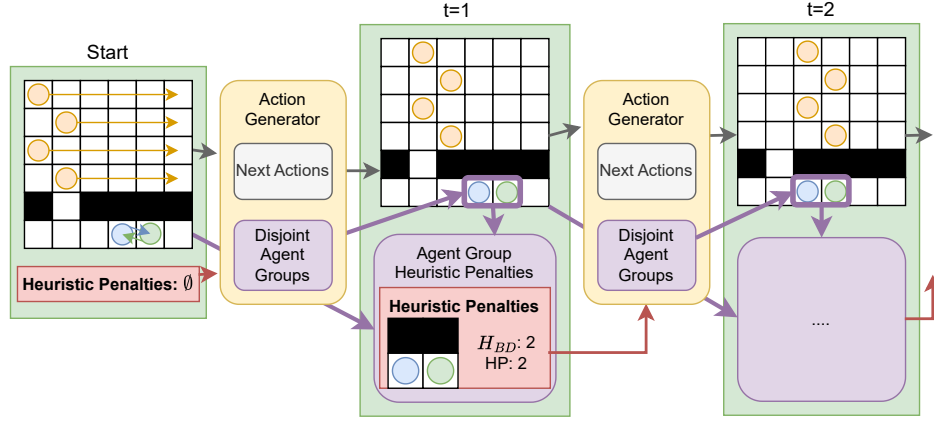 Start
Heuristic Penalties: ∅
Action
Generator
Next Actions
Disjoint
Agent
Groups
t=1
Agent Group
Heuristic Penalties
Heuristic Penalties
H_BD: 2
HP: 2
Action
Generator
Next Actions
Disjoint
Agent
Groups
t=2
....